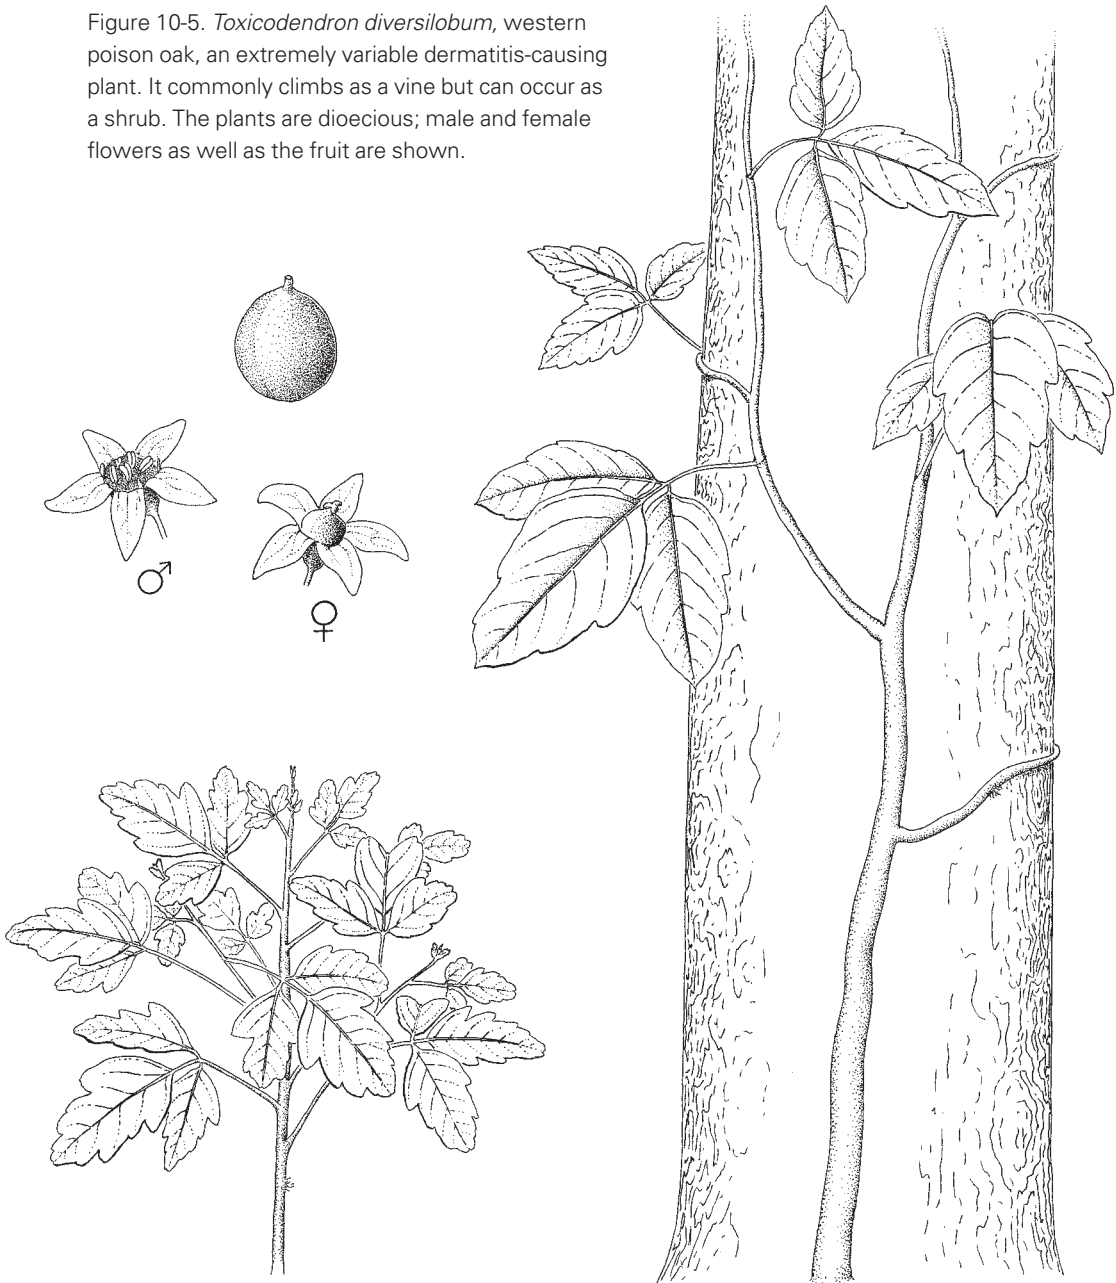 Figure 10-5. Toxicodendron diversilobum, western
poison oak, an extremely variable dermatitis-causing
plant. It commonly climbs as a vine but can occur as
a shrub. The plants are dioecious; male and female
flowers as well as the fruit are shown.
♂
♀